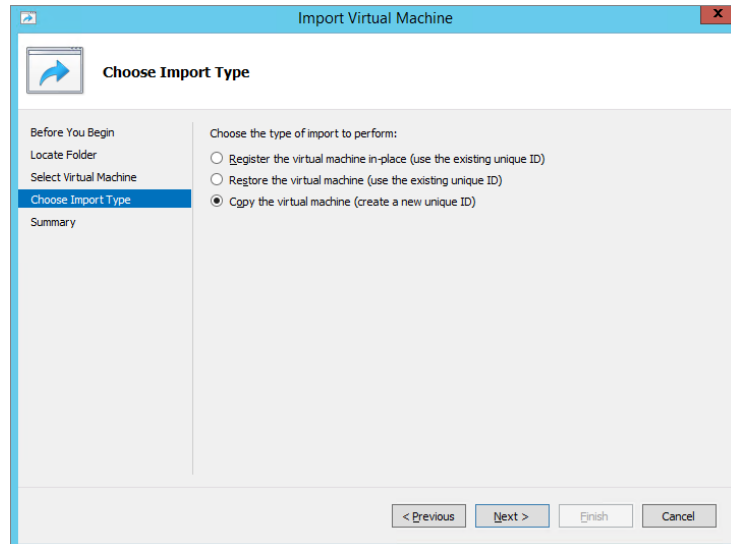 Import Virtual Machine
x
Choose Import Type
Before You Begin
Locate Folder
Select Virtual Machine
Choose Import Type
Summary
Choose the type of import to perform:
Register the virtual machine in-place (use the existing unique ID)
Restore the virtual machine (use the existing unique ID)
Copy the virtual machine (create a new unique ID)
< Previous
Next >
Finish
Cancel